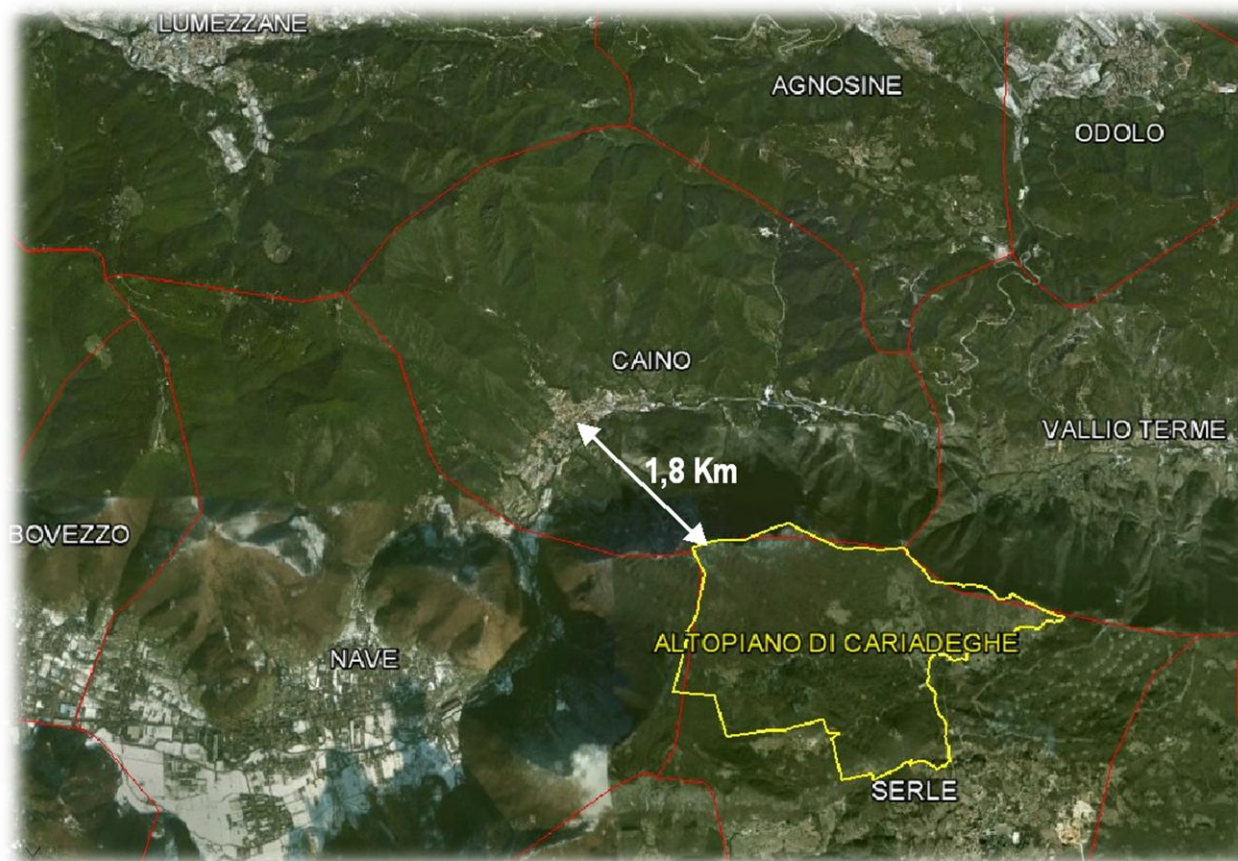 LUMEZZANE
AGNOSINE
ODOLO
CAINO
VALLIO TERME
1,8 Km
BOVEZZO
ALTOPIANO DI CARIADEGHE
NAVE
SERLE